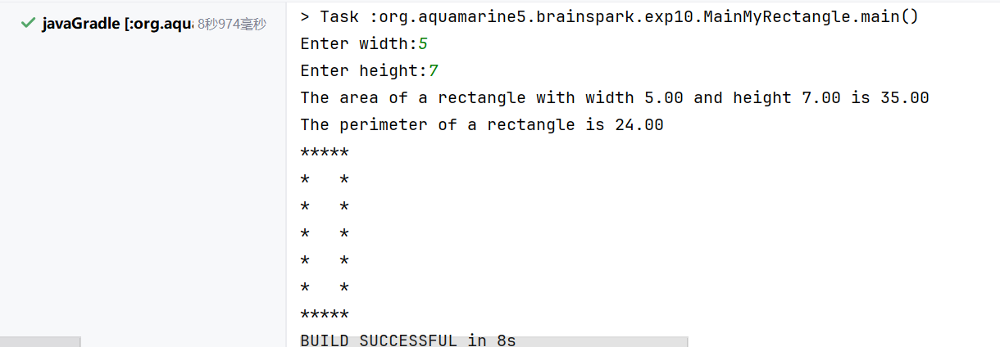 javaGradle [:org.aqua 8秒974毫秒
> Task :org.aquamarine5.brainspark.exp10.MainMyRectangle.main()
Enter width:5
Enter height:7
The area of a rectangle with width 5.00 and height 7.00 is 35.00
The perimeter of a rectangle is 24.00
*****
*   *
*   *
*   *
*   *
*   *
*****
BUILD SUCCESSFUL in 8s